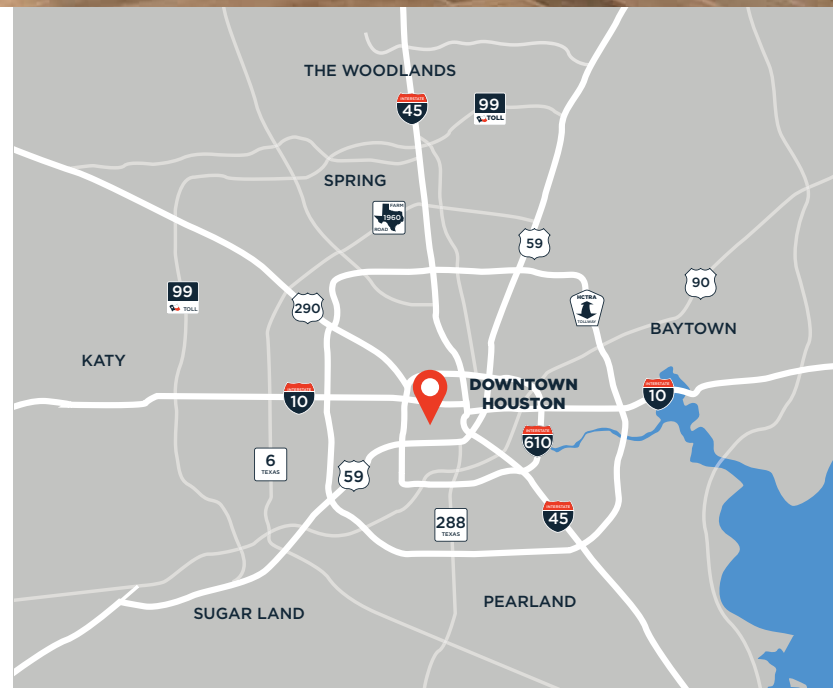 THE WOODLANDS
INTERSTATE
45
99
TOLL
SPRING
FARM
1960
ROAD
59
90
99
TOLL
290
HCTRA
TOLLWAY
BAYTOWN
KATY
DOWNTOWN
HOUSTON
INTERSTATE
10
INTERSTATE
10
INTERSTATE
610
6
TEXAS
59
288
TEXAS
INTERSTATE
45
SUGAR LAND
PEARLAND